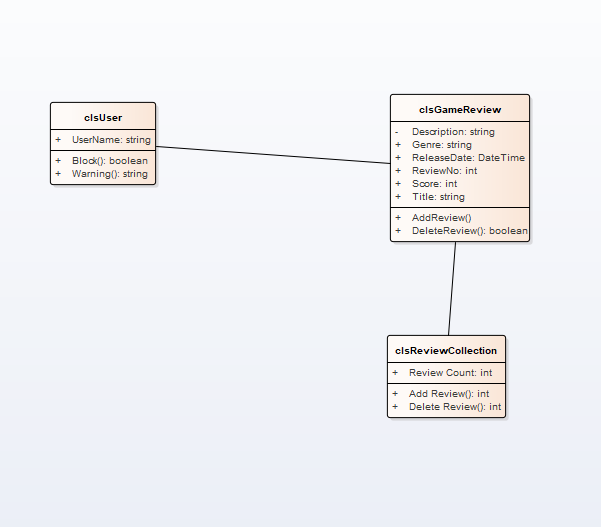 clsUser
+ UserName: string
+ Block(): boolean
+ Warning(): string
clsGameReview
- Description: string
+ Genre: string
+ ReleaseDate: DateTime
+ ReviewNo: int
+ Score: int
+ Title: string
+ AddReview()
+ DeleteReview(): boolean
clsReviewCollection
+ Review Count: int
+ Add Review(): int
+ Delete Review(): int